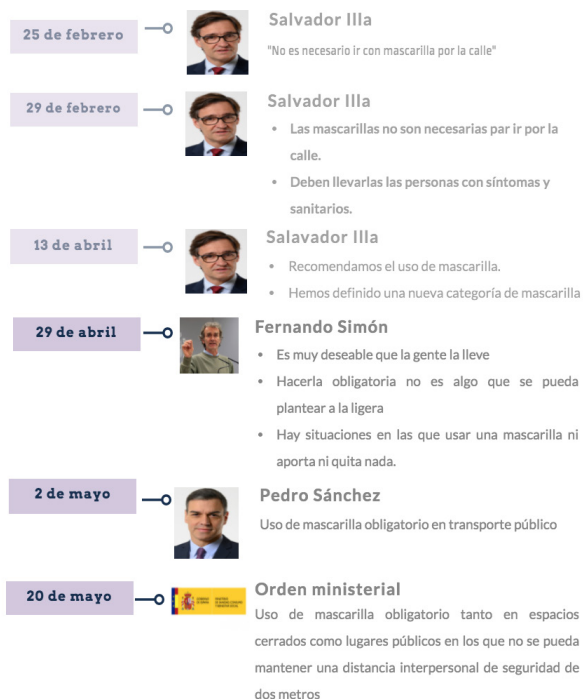 25 de febrero
Salvador Illa
"No es necesario ir con mascarilla por la calle"
29 de febrero
Salvador Illa
• Las mascarillas no son necesarias par ir por la
calle.
• Deben llevarlas las personas con síntomas y
sanitarios.
13 de abril
Salavador Illa
• Recomendamos el uso de mascarilla.
• Hemos definido una nueva categoría de mascarilla
29 de abril
Fernando Simón
• Es muy deseable que la gente la lleve
• Hacerla obligatoria no es algo que se pueda
plantear a la ligera
• Hay situaciones en las que usar una mascarilla ni
aporta ni quita nada.
2 de mayo
Pedro Sánchez
Uso de mascarilla obligatorio en transporte público
20 de mayo
Orden ministerial
Uso de mascarilla obligatorio tanto en espacios
cerrados como lugares públicos en los que no se pueda
mantener una distancia interpersonal de seguridad de
dos metros